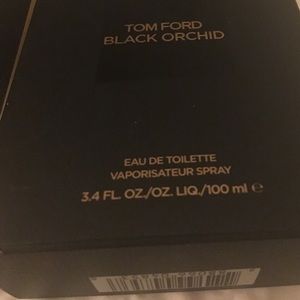 TOM FORD
BLACK ORCHID
EAU DE TOILETTE
VAPORISATEUR SPRAY
3.4 FL. OZ./OZ. LIQ./100 ml ℮